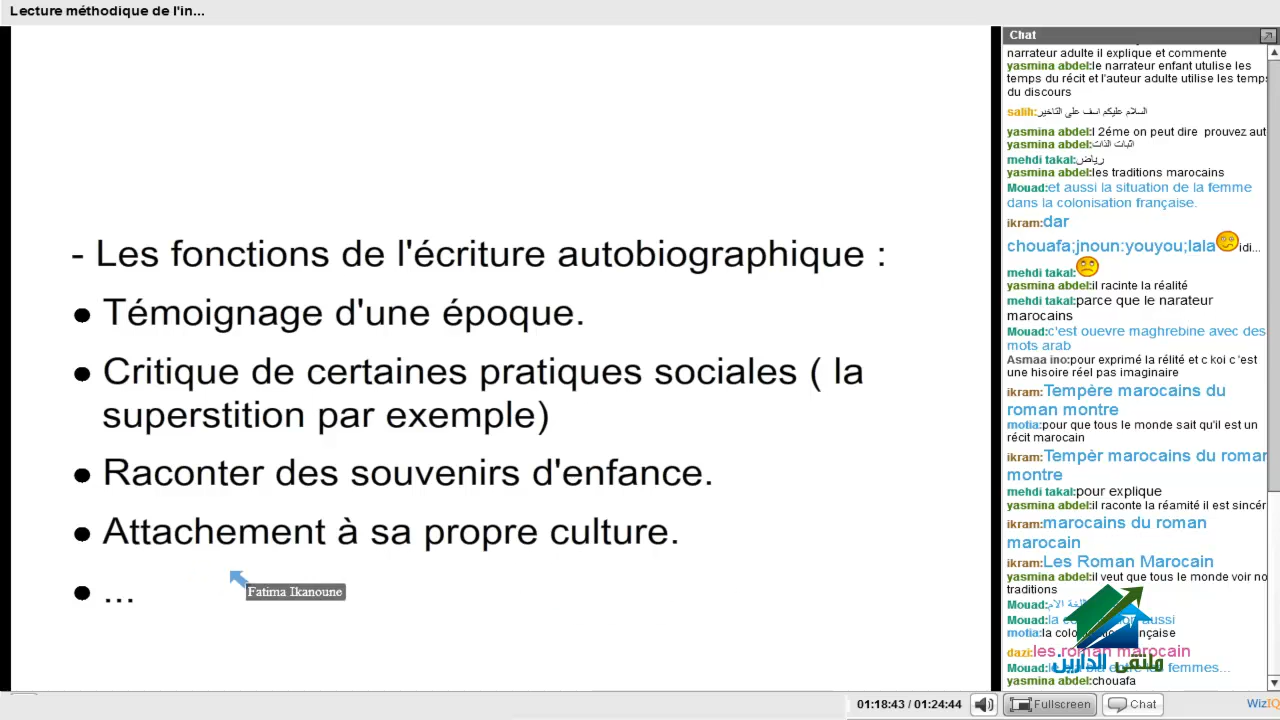 Lecture méthodique de l'in...
- Les fonctions de l'écriture autobiographique :
● Témoignage d'une époque.
● Critique de certaines pratiques sociales ( la
superstition par exemple)
● Raconter des souvenirs d'enfance.
● Attachement à sa propre culture.
● ...
Fatima Ikanoune
Chat
narrateur adulte il explique et commente
yasmina abdel:le narrateur enfant utulise les
temps du récit et l'auteur adulte utilise les temps
du discours
salih:السلام عليكم اسف على التاخير
yasmina abdel:l 2éme on peut dire prouvez aut
yasmina abdel:اثبات الذات
mehdi takal:رياض
yasmina abdel:les traditions marocains
Mouad:et aussi la situation de la femme
dans la colonisation française.
ikram:dar
chouafa;jnoun:youyou;lala idi...
mehdi takal:
yasmina abdel:il racinte la réalité
mehdi takal:parce que le narateur
marocains
Mouad:c'est ouevre maghrebine avec des
mots arab
Asmaa ino:pour exprimé la rélité et c koi c 'est
une hisoire réel pas imaginaire
ikram:Tempère marocains du
roman montre
motia:pour que tous le monde sait qu'il est un
récit marocain
ikram:Tempèr marocains du roman
montre
mehdi takal:pour explique
yasmina abdel:il raconte la réamité il est sincér
ikram:marocains du roman
marocain
ikram:Les Roman Marocain
yasmina abdel:il veut que tous le monde voir no
traditions
Mouad:اللغة الام
Mouad:la aussi
motia:la française
dazi:les roman marocain
Mouad: femmes...
yasmina abdel:chouafa
ملتقى الدارين
01:18:43 / 01:24:44
Fullscreen
Chat
WizIQ